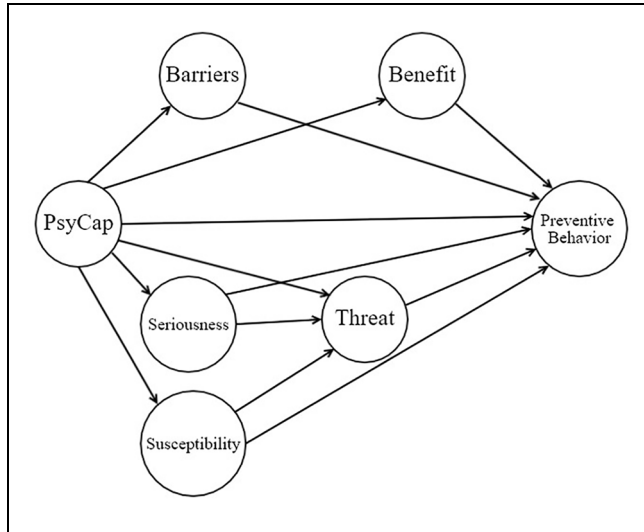 Barriers
Benefit
PsyCap
Preventive
Behavior
Seriousness
Threat
Susceptibility